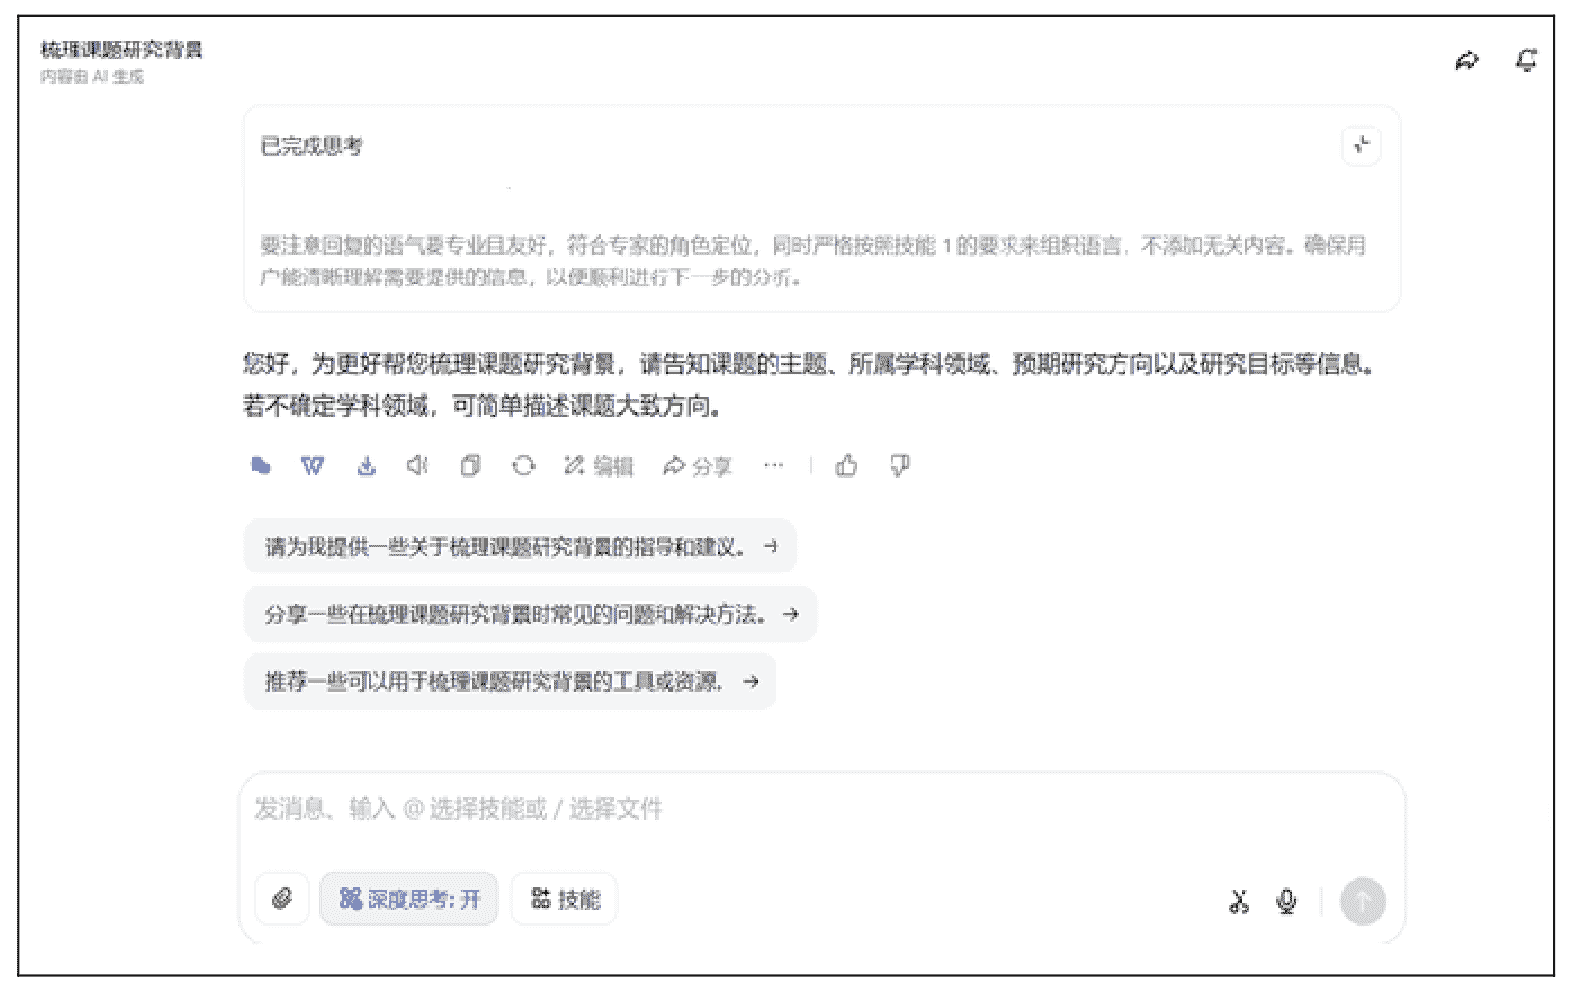 梳理课题研究背景
内容由 AI 生成
已完成思考
要注意回复的语气要专业且友好，符合专家的角色定位，同时严格按照技能 1 的要求来组织语言，不添加无关内容。确保用
户能清晰理解需要提供的信息，以便顺利进行下一步的分析。
您好，为更好帮您梳理课题研究背景，请告知课题的主题、所属学科领域、预期研究方向以及研究目标等信息。
若不确定学科领域，可简单描述课题大致方向。
编辑 分享 ···
请为我提供一些关于梳理课题研究背景的指导和建议。 →
分享一些在梳理课题研究背景时常见的问题和解决方法。 →
推荐一些可以用于梳理课题研究背景的工具或资源. →
发消息、输入 @ 选择技能或 / 选择文件
深度思考: 开 技能